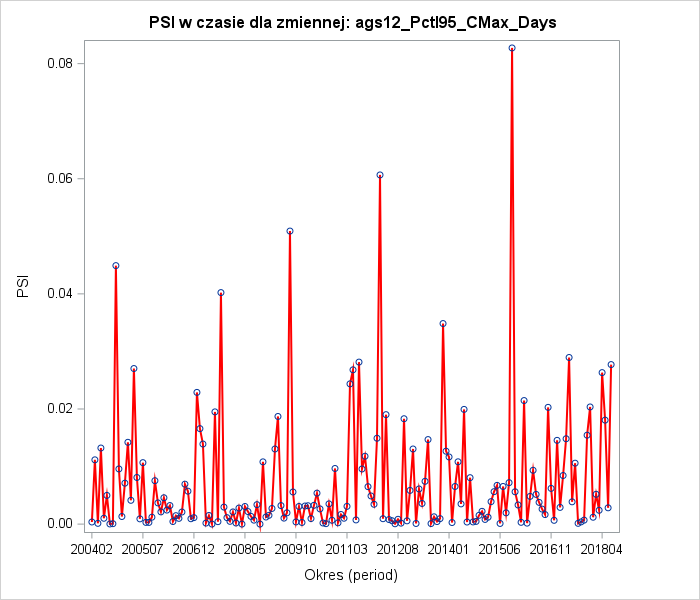 PSI w czasie dla zmiennej: ags12_Pctl95_CMax_Days
0.08
0.06
0.04
0.02
0.00
PSI
200402 200507 200612 200805 200910 201103 201208 201401 201506 201611 201804
Okres (period)